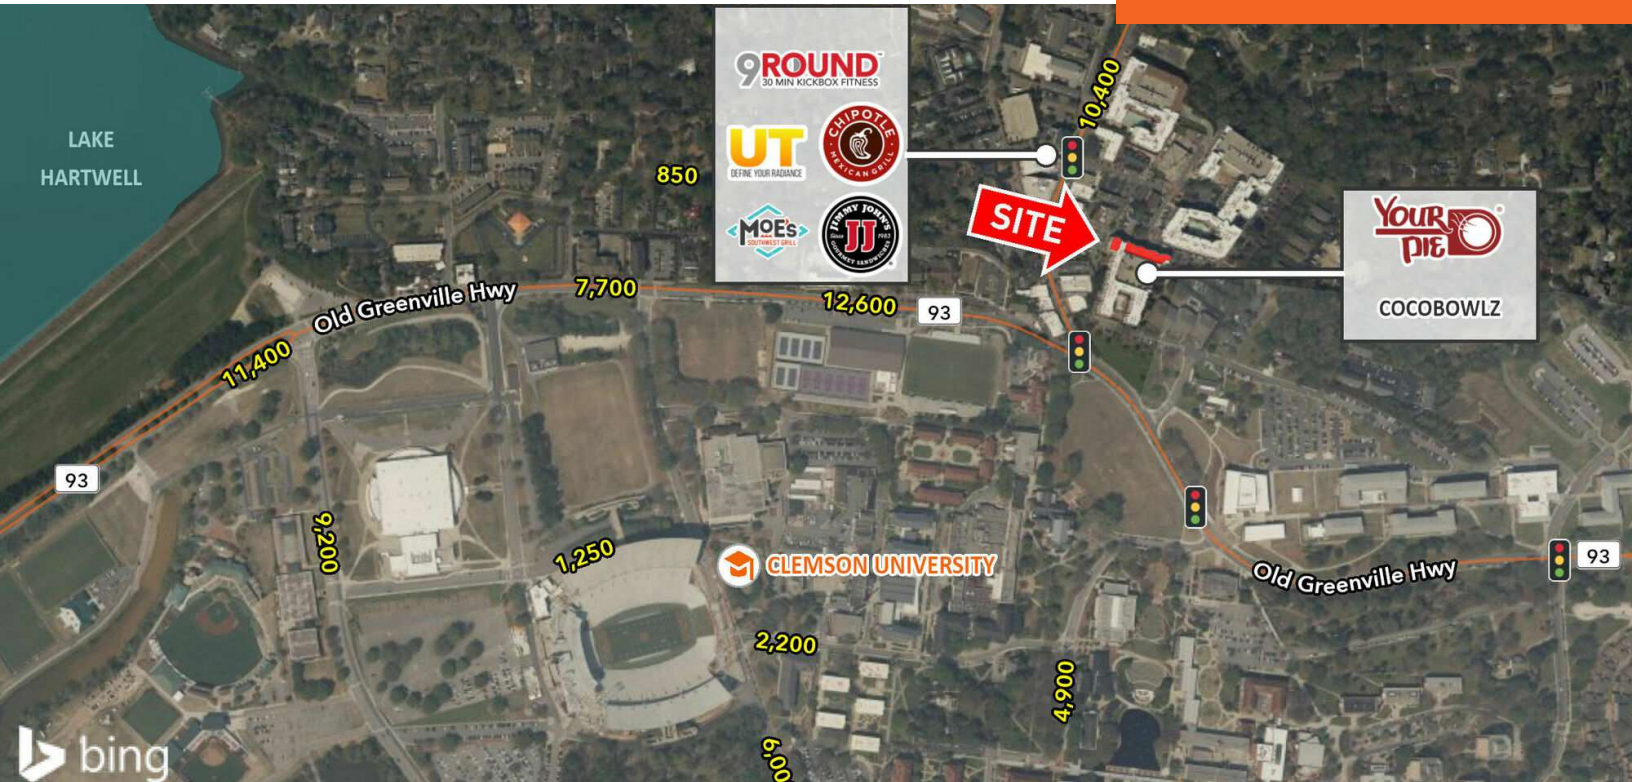 LAKE
HARTWELL
9ROUND
30 MIN KICKBOX FITNESS
UT
DEFINE YOUR RADIANCE
CHIPOTLE
MEXICAN GRILL
MOE's
SOUTHWEST GRILL
JIMMY JOHN'S
Since JJ 1983
GOURMET SANDWICHES
850
10,400
SITE
YOUR
PIE
COCOBOWLZ
Old Greenville Hwy
7,700
12,600
93
11,400
93
9,200
1,250
CLEMSON UNIVERSITY
Old Greenville Hwy
93
2,200
4,900
bing